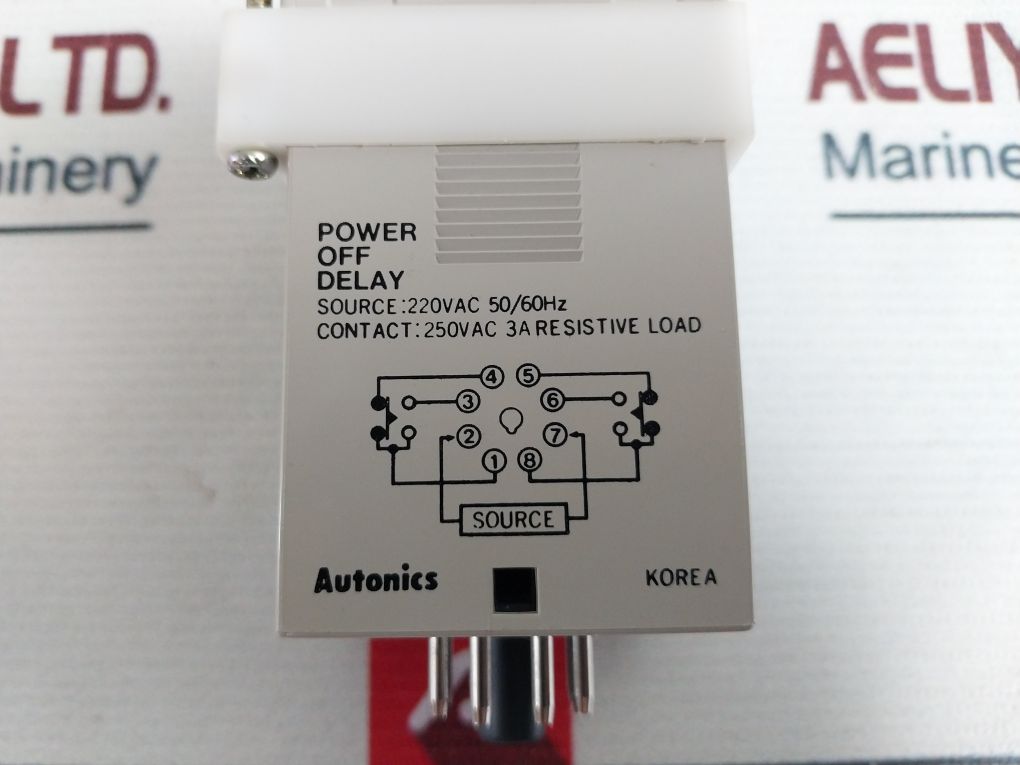 LTD.
AELIY
inery
Marine
POWER
OFF
DELAY
SOURCE:220VAC 50/60Hz
CONTACT:250VAC 3A RESISTIVE LOAD
4 5
3 6
2 7
1 8
SOURCE
Autonics
KOREA